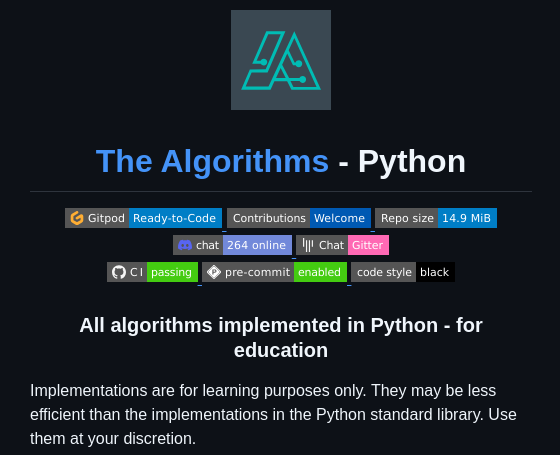 The Algorithms - Python
Gitpod Ready-to-Code Contributions Welcome Repo size 14.9 MiB
chat 264 online Chat Gitter
CI passing pre-commit enabled code style black
All algorithms implemented in Python - for
education
Implementations are for learning purposes only. They may be less
efficient than the implementations in the Python standard library. Use
them at your discretion.